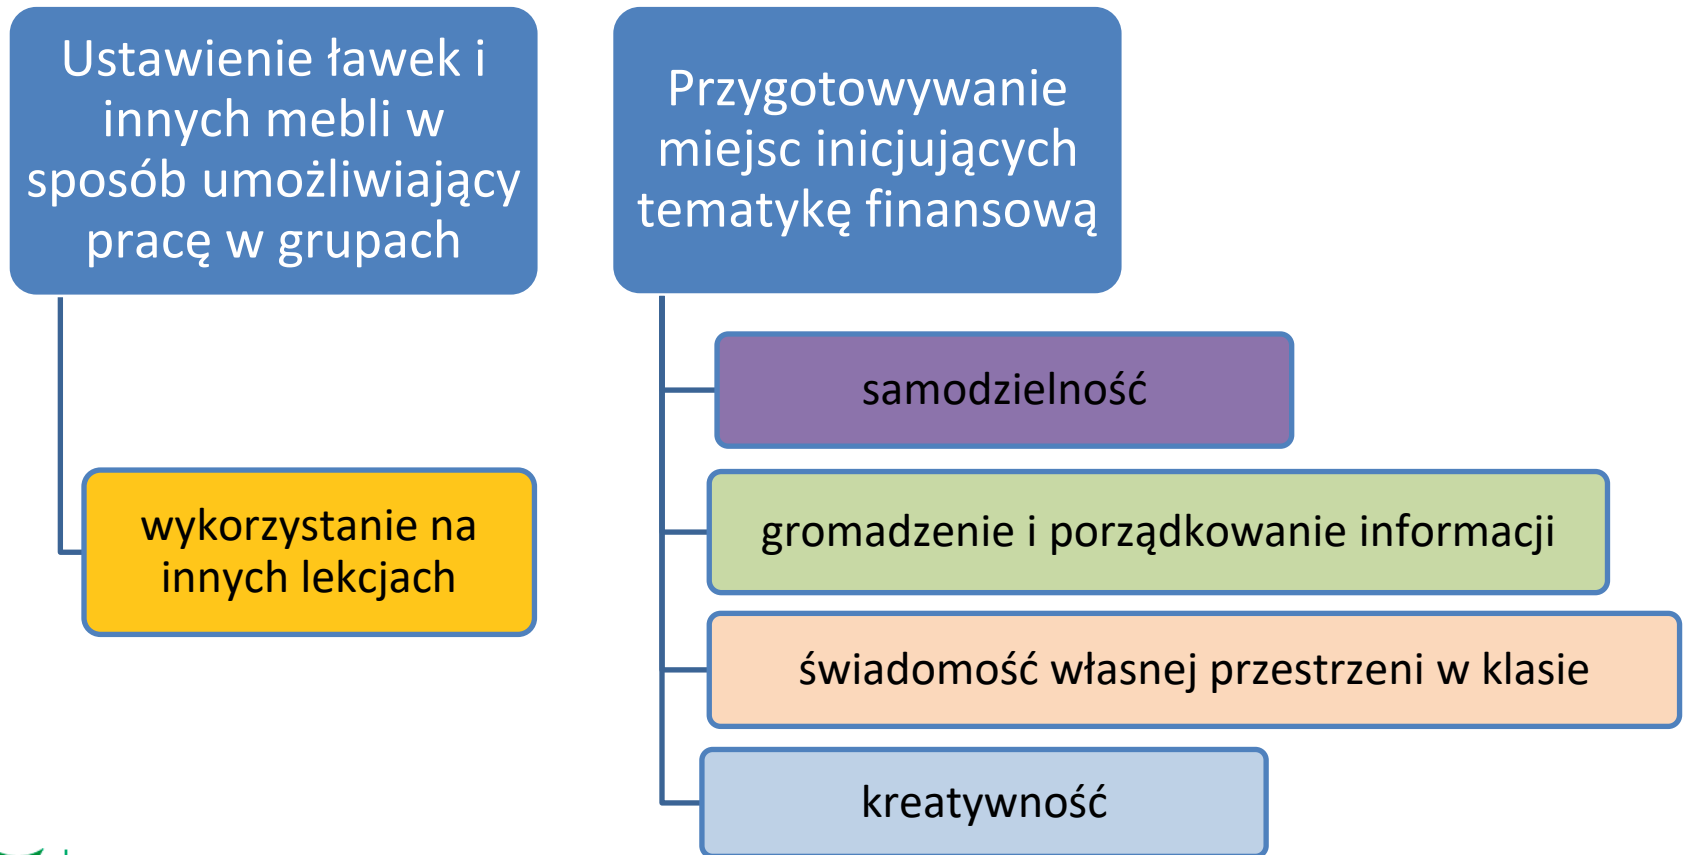 Ustawienie ławek i
innych mebli w
sposób umożliwiający
pracę w grupach
wykorzystanie na
innych lekcjach
Przygotowywanie
miejsc inicjujących
tematykę finansową
samodzielność
gromadzenie i porządkowanie informacji
świadomość własnej przestrzeni w klasie
kreatywność